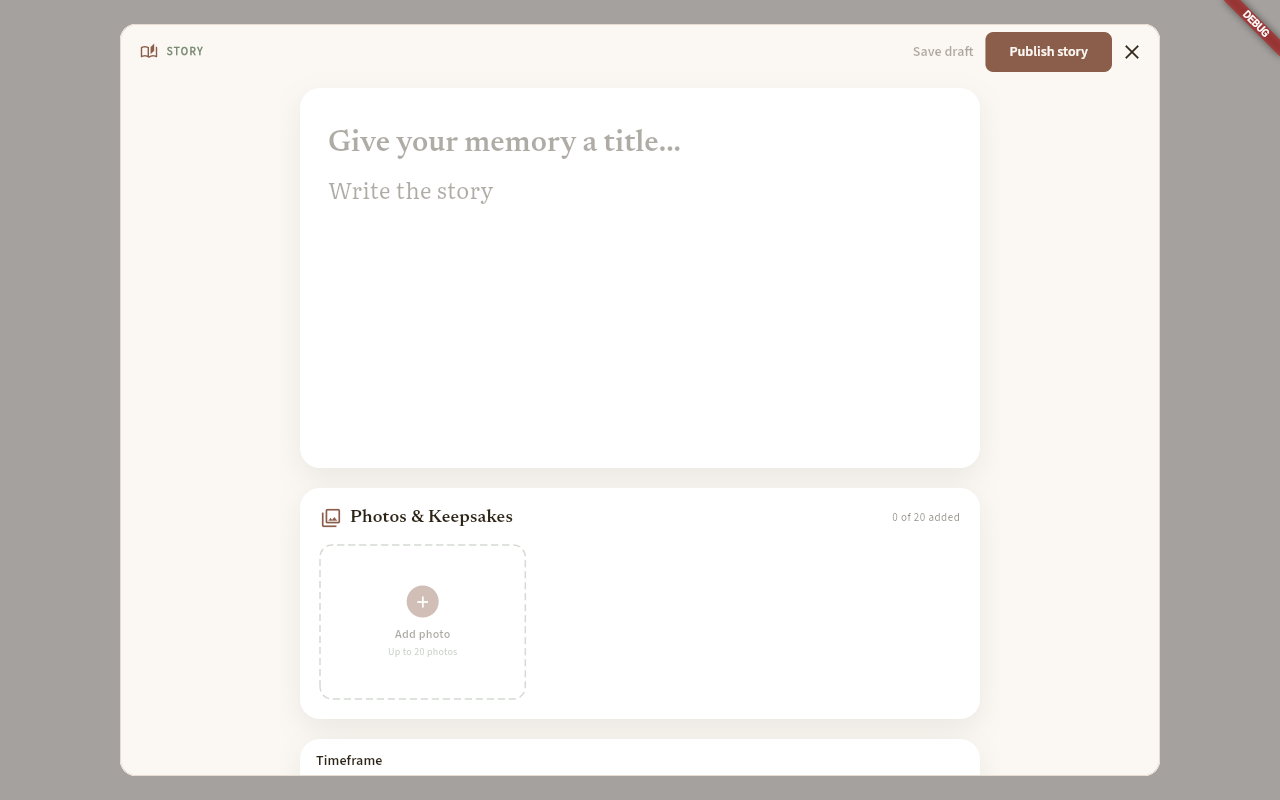 DEBUG
STORY
Save draft
Publish story
Give your memory a title...
Write the story
Photos & Keepsakes
0 of 20 added
Add photo
Up to 20 photos
Timeframe